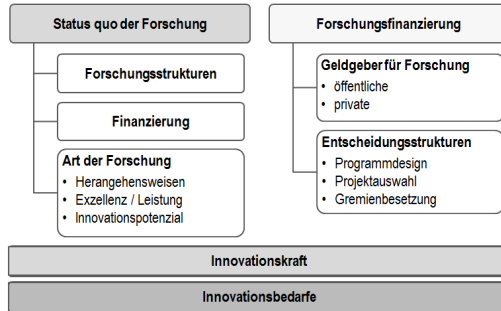 Status quo der Forschung
Forschungsstrukturen
Finanzierung
Art der Forschung
• Herangehensweisen
• Exzellenz / Leistung
• Innovationspotenzial
Forschungsfinanzierung
Geldgeber für Forschung
• öffentliche
• private
Entscheidungsstrukturen
• Programmdesign
• Projektauswahl
• Gremienbesetzung
Innovationskraft
Innovationsbedarfe